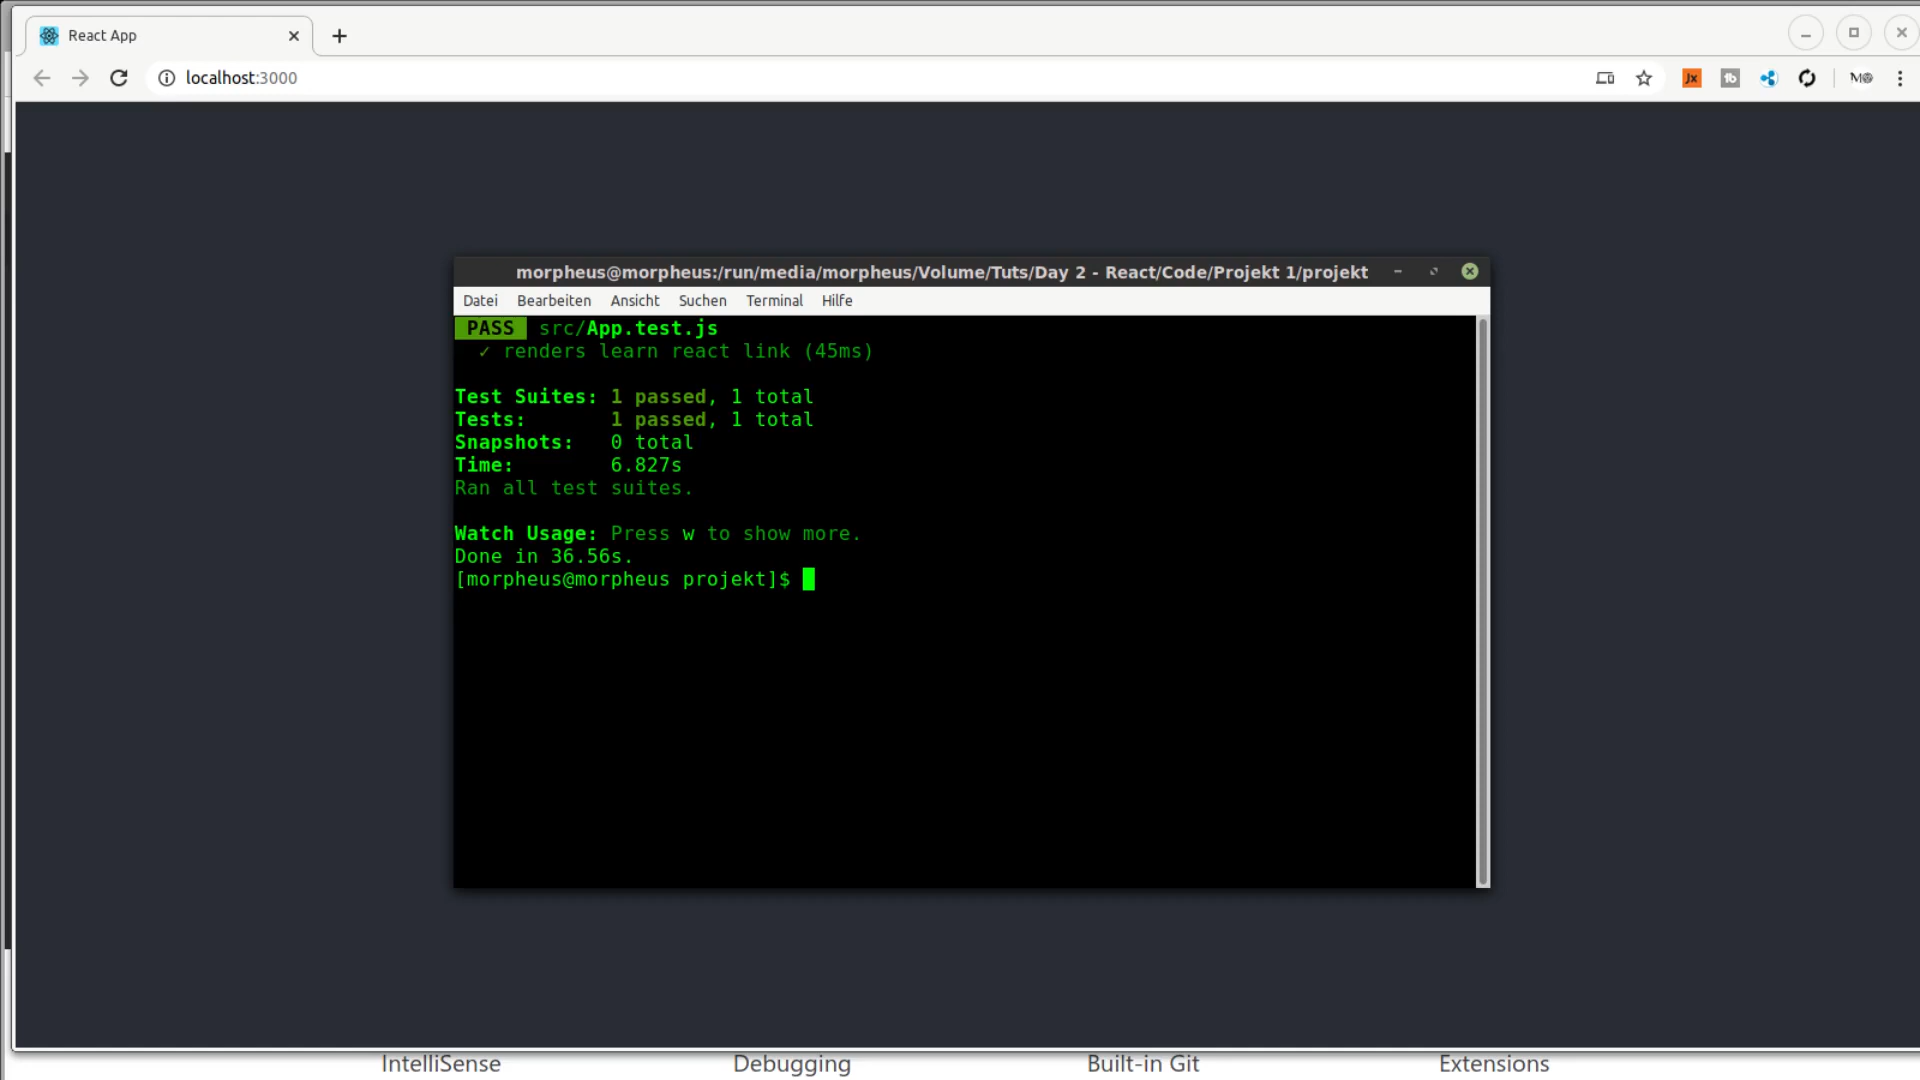 React App
localhost:3000
Jx
tb
M@
morpheus@morpheus:/run/media/morpheus/Volume/Tuts/Day 2 - React/Code/Projekt 1/projekt
Datei Bearbeiten Ansicht Suchen Terminal Hilfe
PASS src/App.test.js
✓ renders learn react link (45ms)
Test Suites: 1 passed, 1 total
Tests: 1 passed, 1 total
Snapshots: 0 total
Time: 6.827s
Ran all test suites.
Watch Usage: Press w to show more.
Done in 36.56s.
[morpheus@morpheus projekt]$
IntelliSense Debugging Built-in Git Extensions